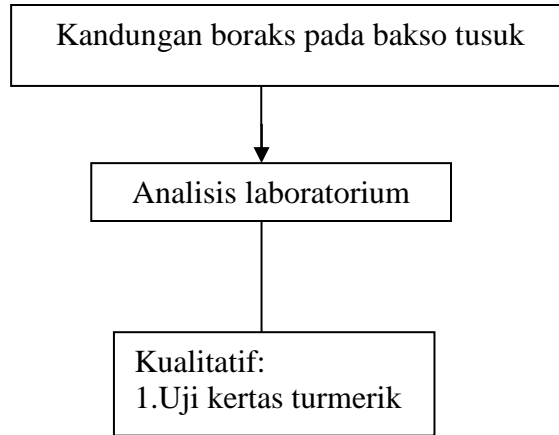 Kandungan boraks pada bakso tusuk
Analisis laboratorium
Kualitatif:
1.Uji kertas turmerik